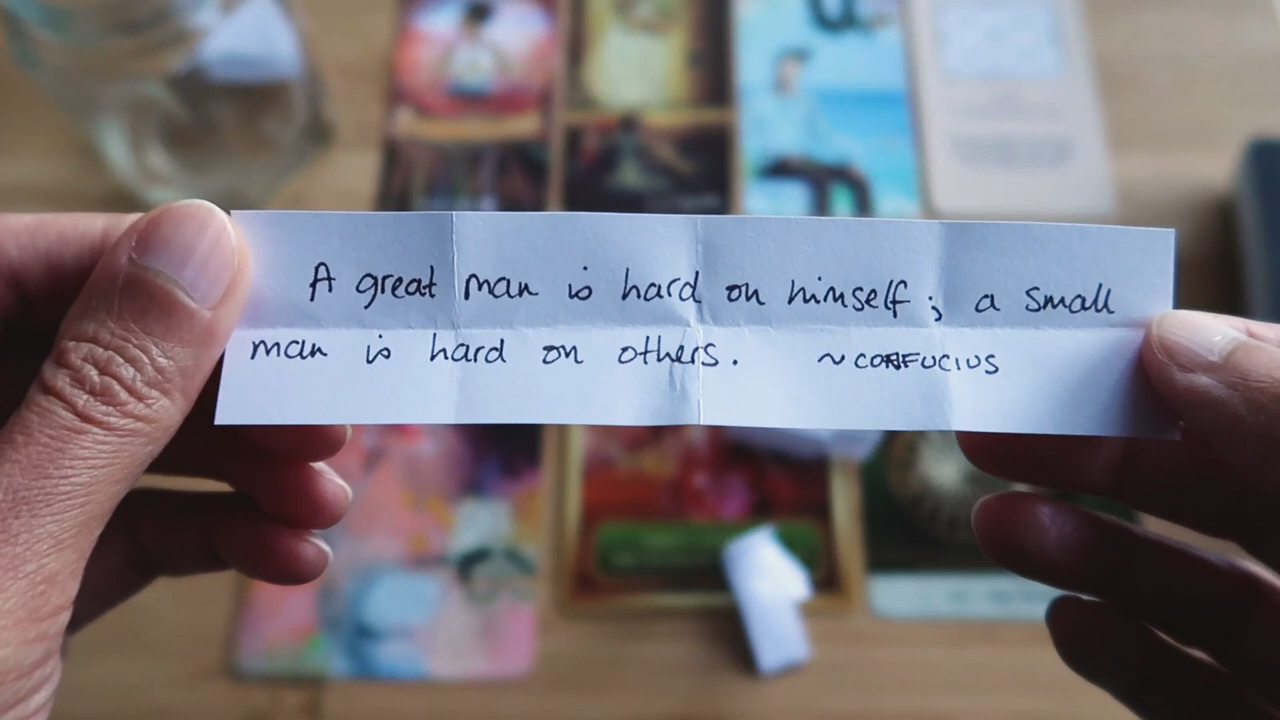 A great man is hard on himself; a small
man is hard on others. ~CONFUCIUS